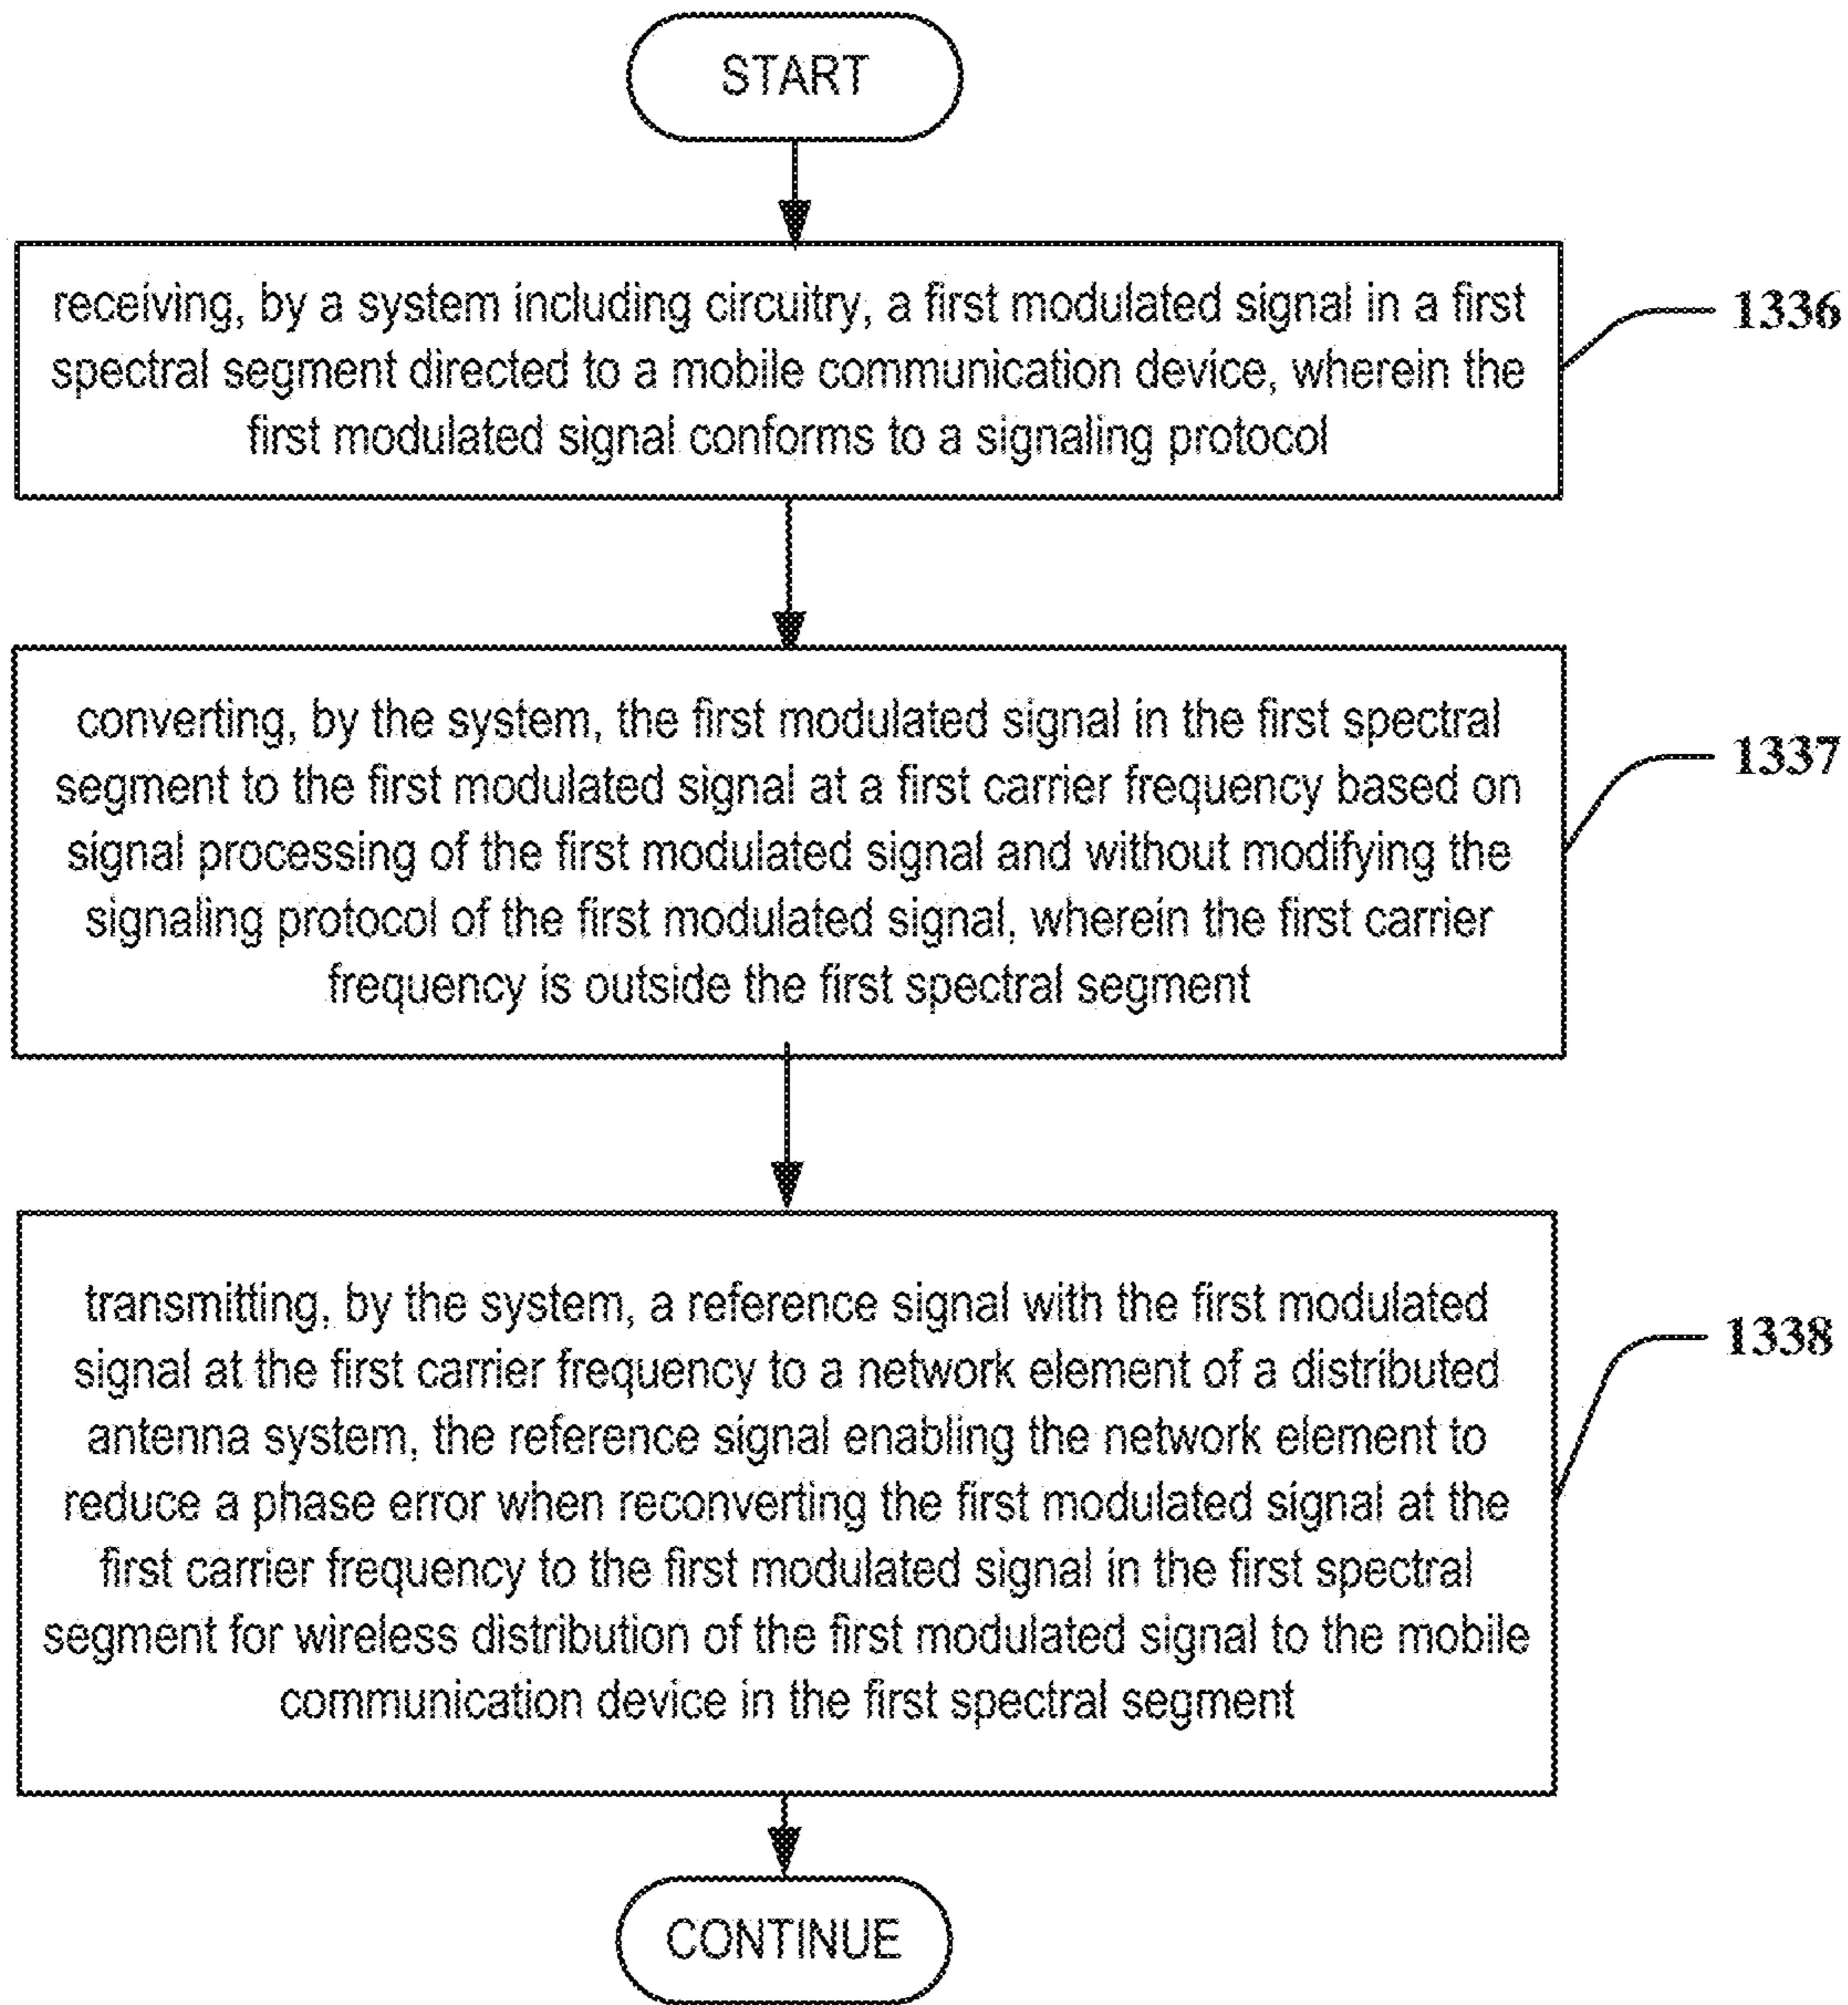 START
receiving, by a system including circuitry, a first modulated signal in a first
spectral segment directed to a mobile communication device, wherein the
first modulated signal conforms to a signaling protocol
1336
converting, by the system, the first modulated signal in the first spectral
segment to the first modulated signal at a first carrier frequency based on
signal processing of the first modulated signal and without modifying the
signaling protocol of the first modulated signal, wherein the first carrier
frequency is outside the first spectral segment
1337
transmitting, by the system, a reference signal with the first modulated
signal at the first carrier frequency to a network element of a distributed
antenna system, the reference signal enabling the network element to
reduce a phase error when reconverting the first modulated signal at the
first carrier frequency to the first modulated signal in the first spectral
segment for wireless distribution of the first modulated signal to the mobile
communication device in the first spectral segment
1338
CONTINUE